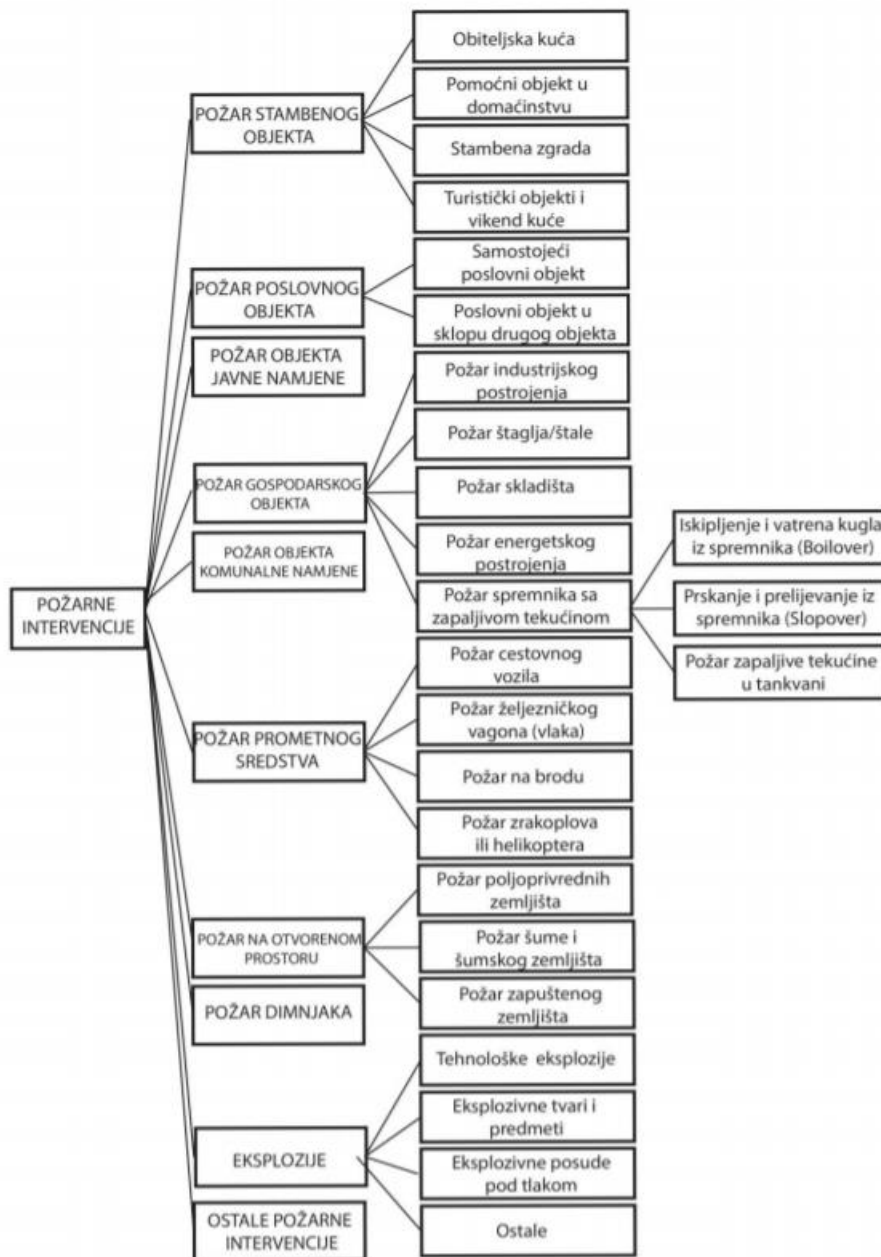 POŽARNE
INTERVENCIJE
POŽAR STAMBENOG
OBJEKTA
Obiteljska kuća
Pomoćni objekt u
domaćinstvu
Stambena zgrada
Turistički objekti i
vikend kuće
POŽAR POSLOVNOG
OBJEKTA
Samostojeći
poslovni objekt
Poslovni objekt u
sklopu drugog objekta
POŽAR OBJEKTA
JAVNE NAMJENE
POŽAR GOSPODARSKOG
OBJEKTA
Požar industrijskog
postrojenja
Požar štaglja/štale
Požar skladišta
Požar energetskog
postrojenja
Požar spremnika sa
zapaljivom tekućinom
Iskipljenje i vatrena kugla
iz spremnika (Boilover)
Prskanje i prelijevanje iz
spremnika (Slopover)
Požar zapaljive tekućine
u tankvani
POŽAR OBJEKTA
KOMUNALNE NAMJENE
POŽAR PROMETNOG
SREDSTVA
Požar cestovnog
vozila
Požar željezničkog
vagona (vlaka)
Požar na brodu
Požar zrakoplova
ili helikoptera
POŽAR NA OTVORENOM
PROSTORU
Požar poljoprivrednih
zemljišta
Požar šume i
šumskog zemljišta
Požar zapuštenog
zemljišta
POŽAR DIMNJAKA
EKSPLOZIJE
Tehnološke eksplozije
Eksplozivne tvari i
predmeti
Eksplozivne posude
pod tlakom
Ostale
OSTALE POŽARNE
INTERVENCIJE